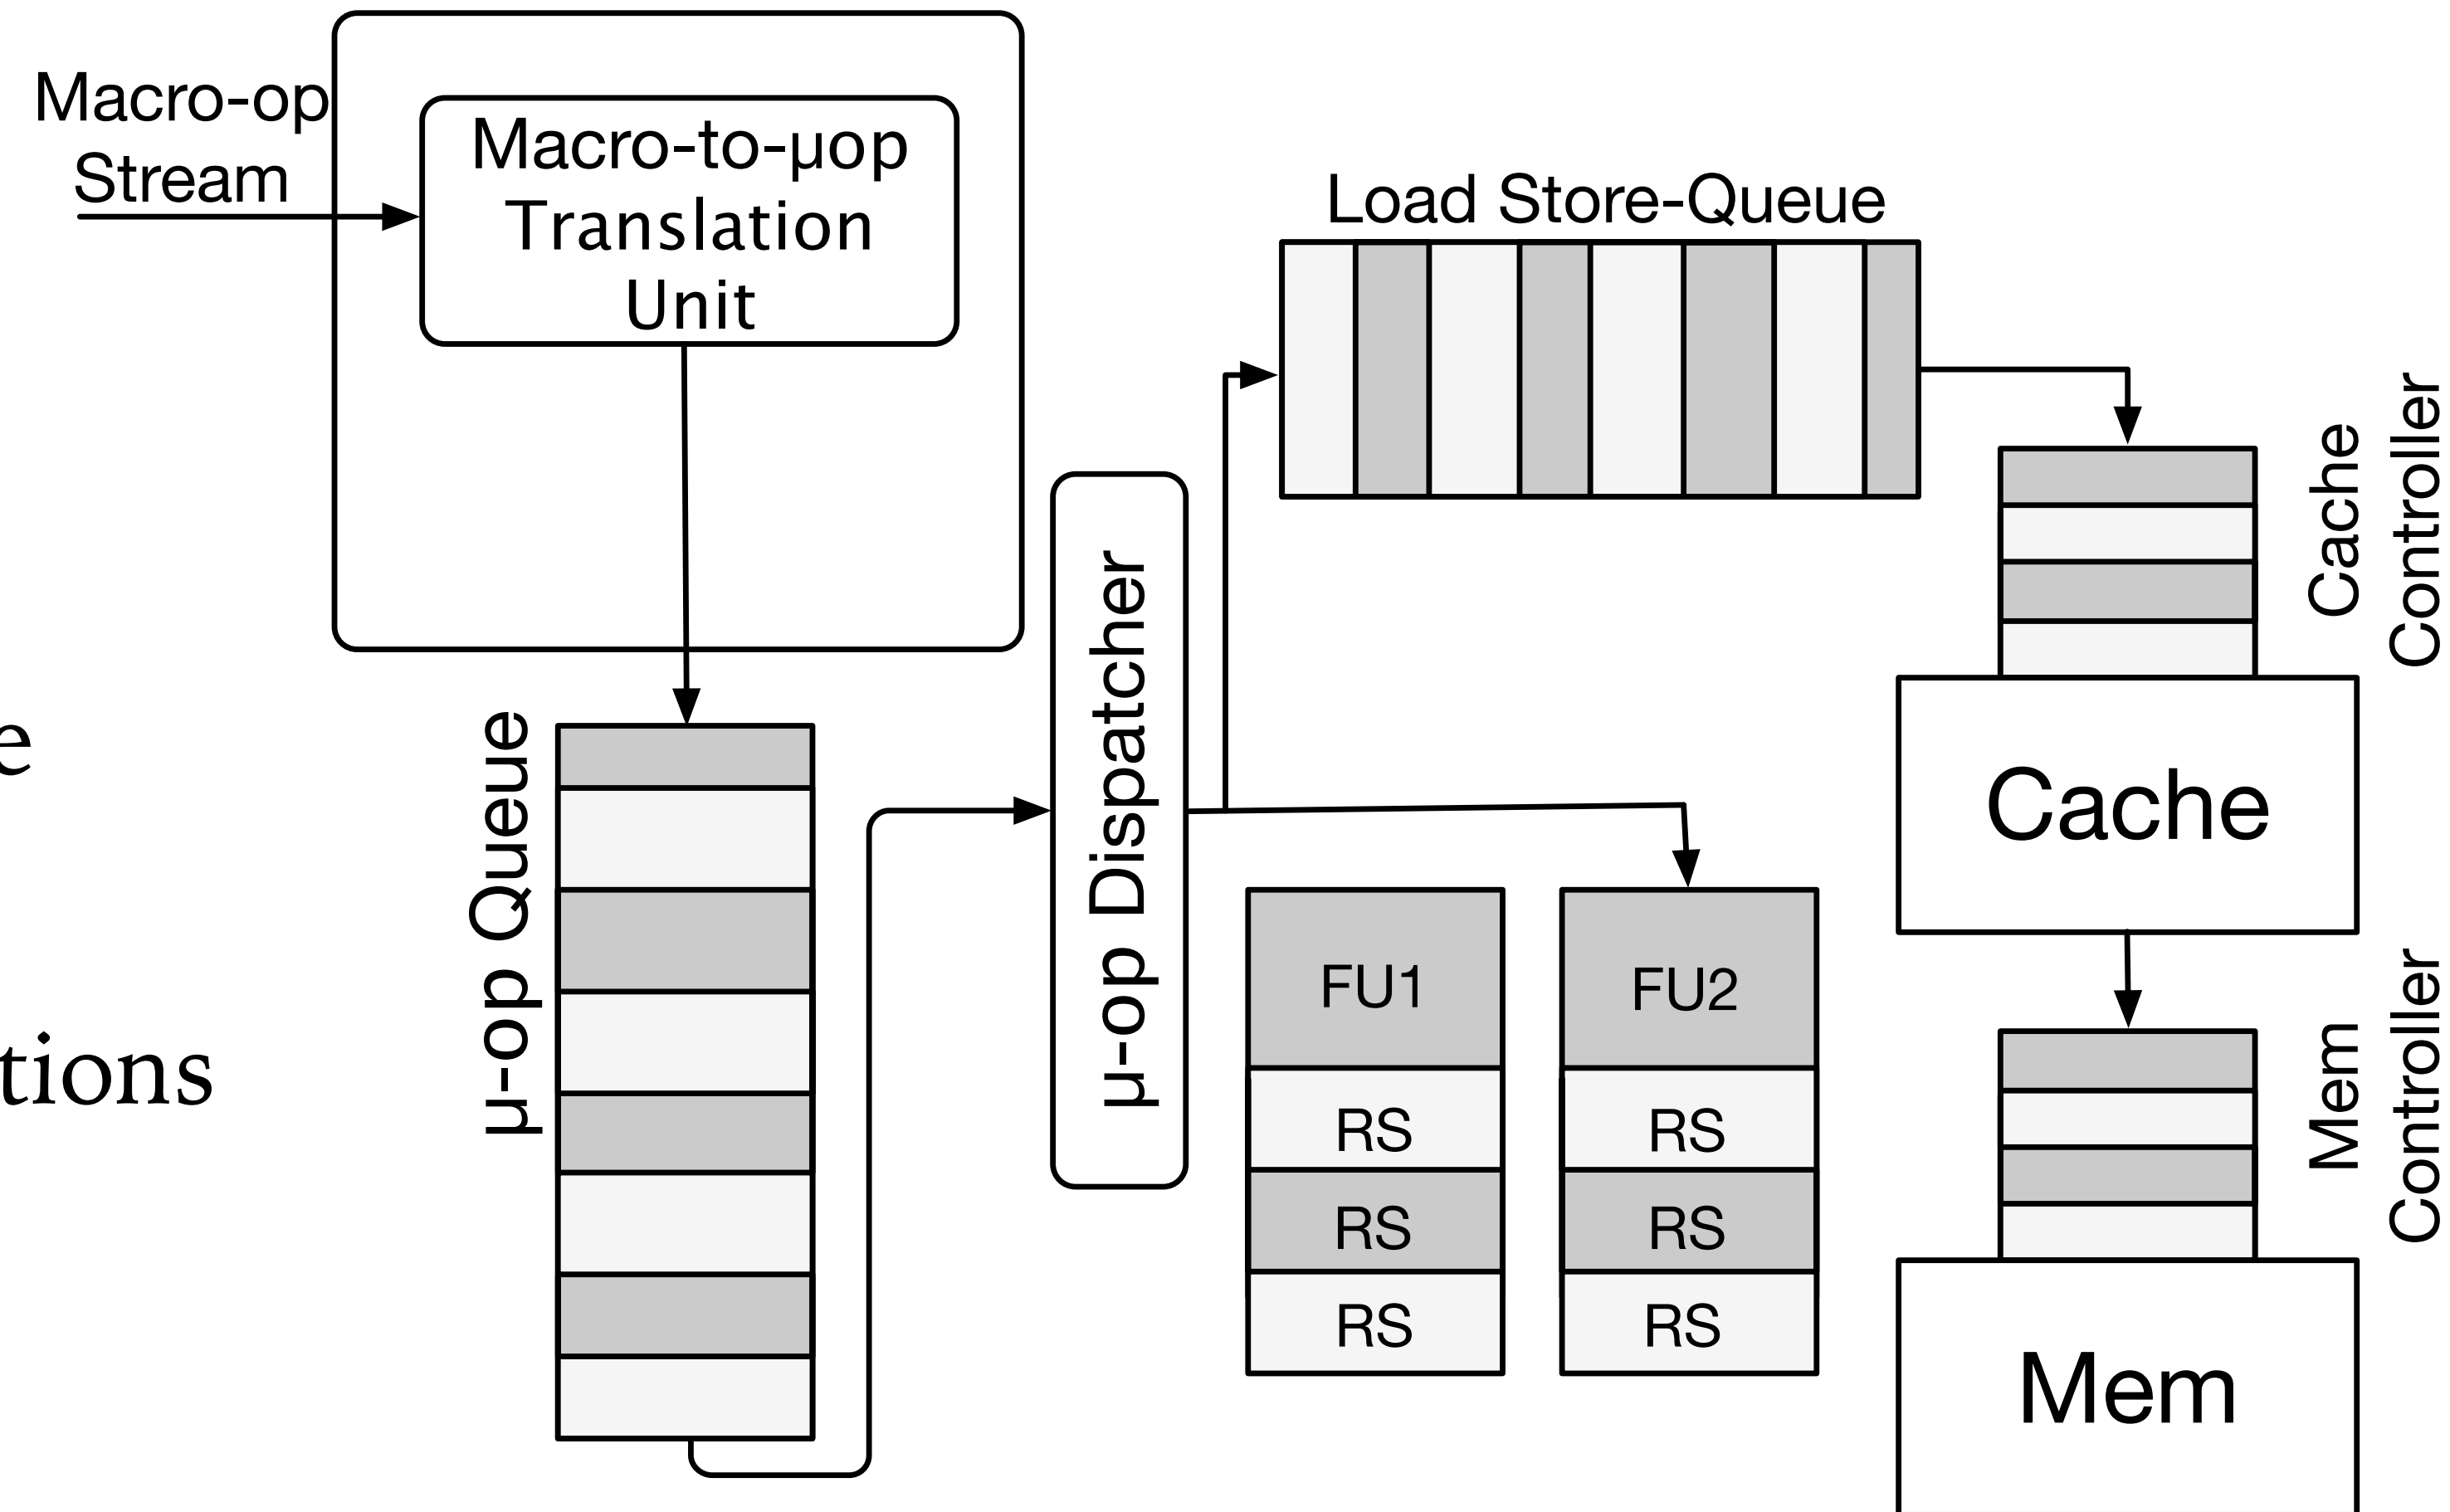 Macro-op
Stream
Macro-to-μop
Translation
Unit
Load Store-Queue
Cache
Controller
μ-op Queue
μ-op Dispatcher
Cache
FU1
FU2
RS
RS
RS
RS
RS
RS
Mem
Controller
Mem
e
tions